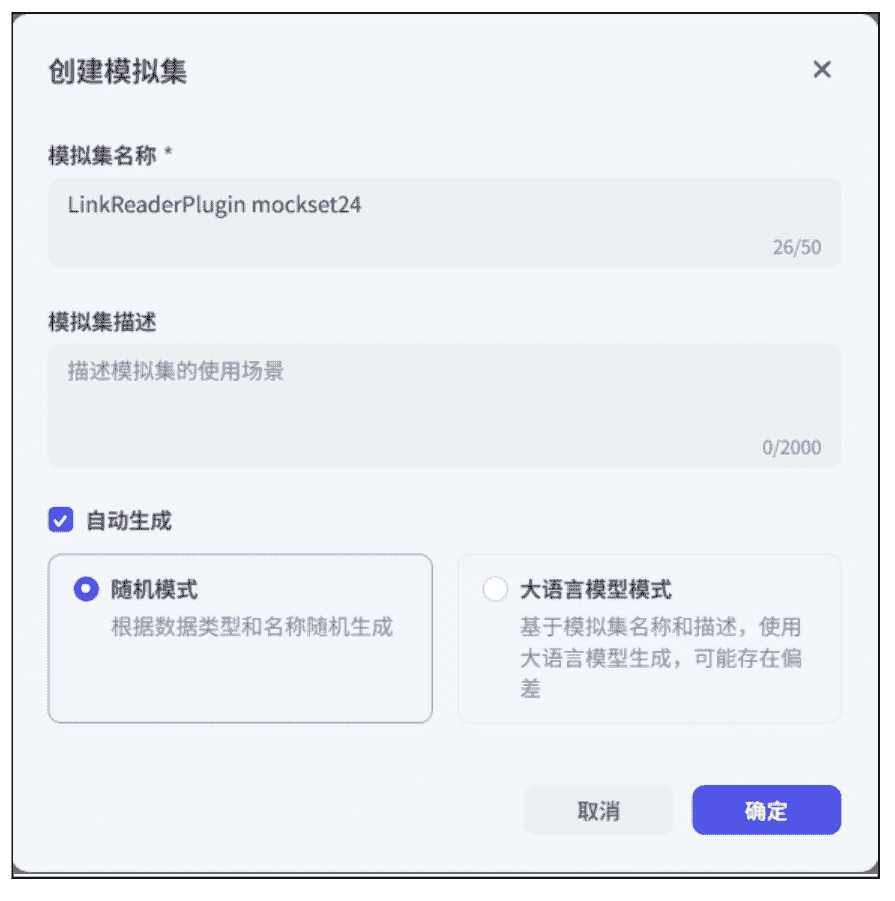 创建模拟集
模拟集名称 *
LinkReaderPlugin mockset24
26/50
模拟集描述
描述模拟集的使用场景
0/2000
自动生成
随机模式
根据数据类型和名称随机生成
大语言模型模式
基于模拟集名称和描述，使用
大语言模型生成，可能存在偏
差
取消
确定